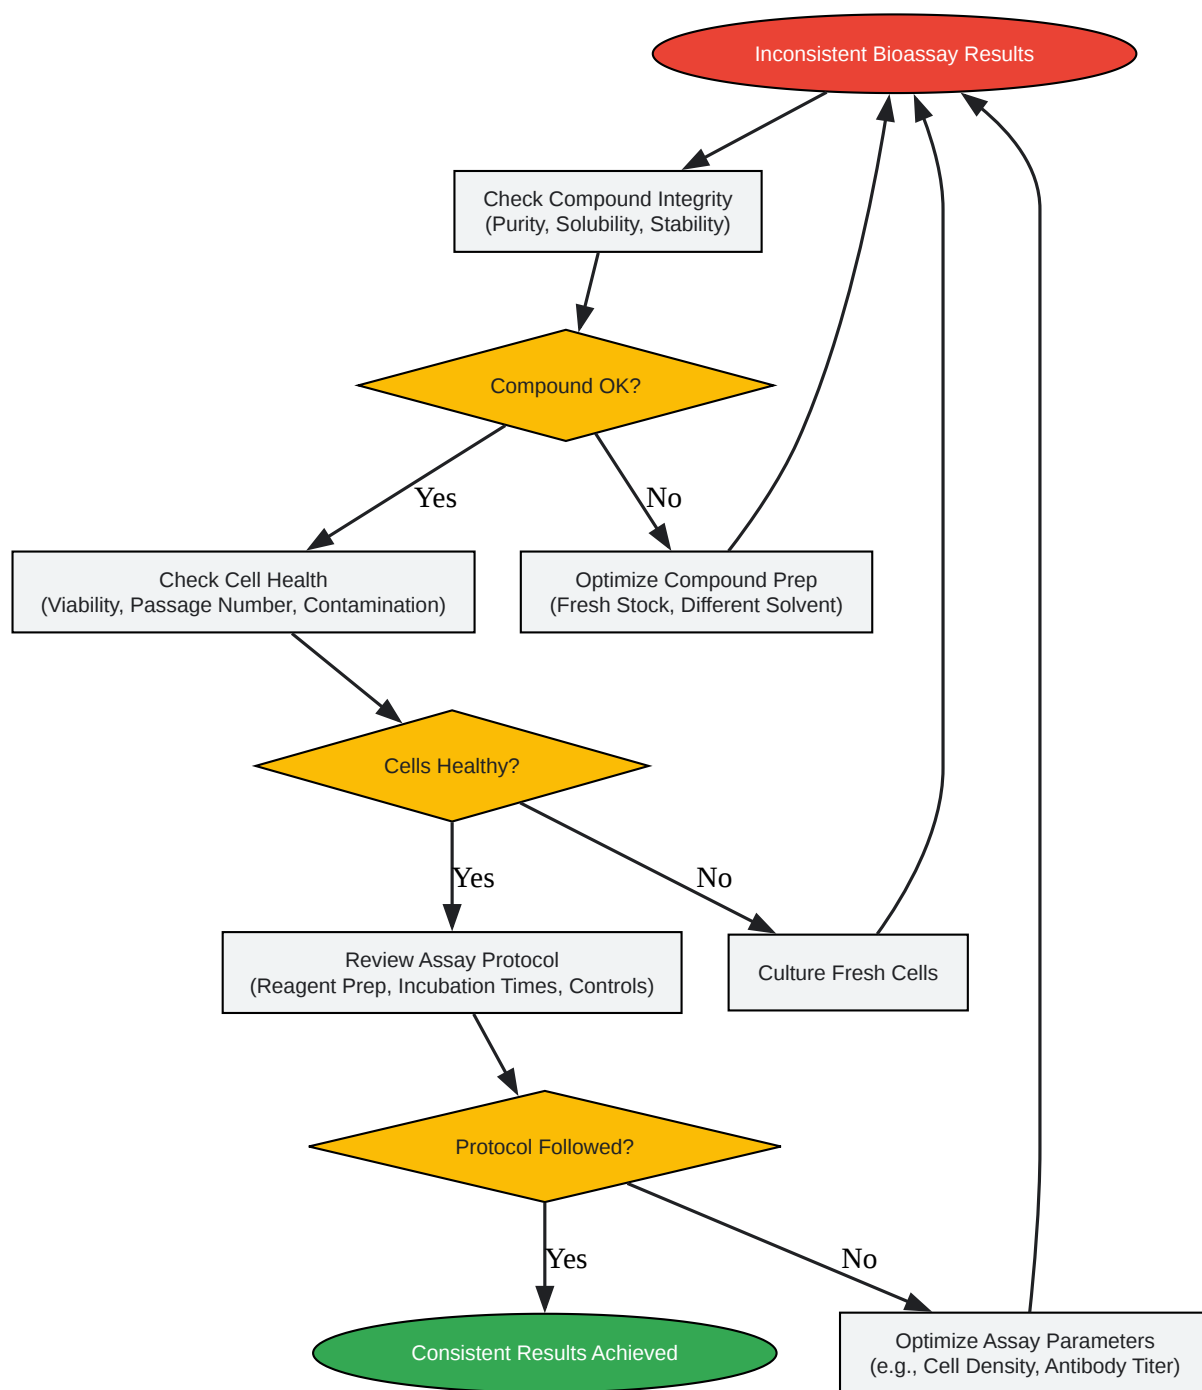 Inconsistent Bioassay Results
Check Compound Integrity
(Purity, Solubility, Stability)
Compound OK?
Yes
No
Check Cell Health
(Viability, Passage Number, Contamination)
Optimize Compound Prep
(Fresh Stock, Different Solvent)
Cells Healthy?
Yes
No
Review Assay Protocol
(Reagent Prep, Incubation Times, Controls)
Culture Fresh Cells
Protocol Followed?
Yes
No
Consistent Results Achieved
Optimize Assay Parameters
(e.g., Cell Density, Antibody Titer)